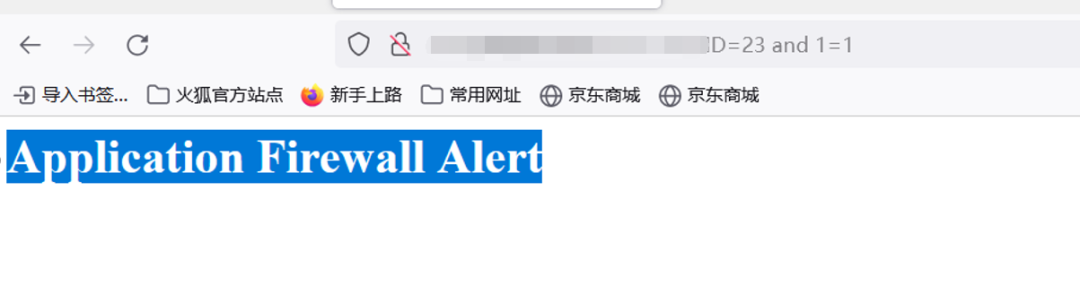 D=23 and 1=1
导入书签... 火狐官方站点 新手上路 常用网址 京东商城 京东商城
Application Firewall Alert